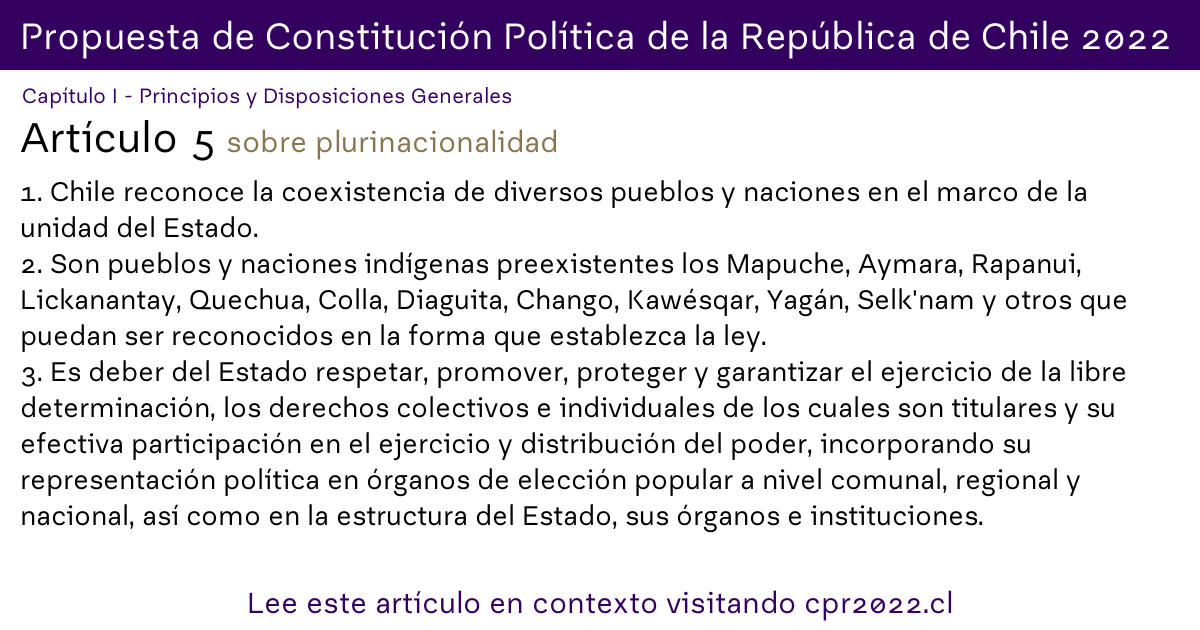 Propuesta de Constitución Política de la República de Chile 2022
Capítulo I - Principios y Disposiciones Generales
Artículo 5 sobre plurinacionalidad
1. Chile reconoce la coexistencia de diversos pueblos y naciones en el marco de la
unidad del Estado.
2. Son pueblos y naciones indígenas preexistentes los Mapuche, Aymara, Rapanui,
Lickanantay, Quechua, Colla, Diaguita, Chango, Kawésqar, Yagán, Selk'nam y otros que
puedan ser reconocidos en la forma que establezca la ley.
3. Es deber del Estado respetar, promover, proteger y garantizar el ejercicio de la libre
determinación, los derechos colectivos e individuales de los cuales son titulares y su
efectiva participación en el ejercicio y distribución del poder, incorporando su
representación política en órganos de elección popular a nivel comunal, regional y
nacional, así como en la estructura del Estado, sus órganos e instituciones.
Lee este artículo en contexto visitando cpr2022.cl